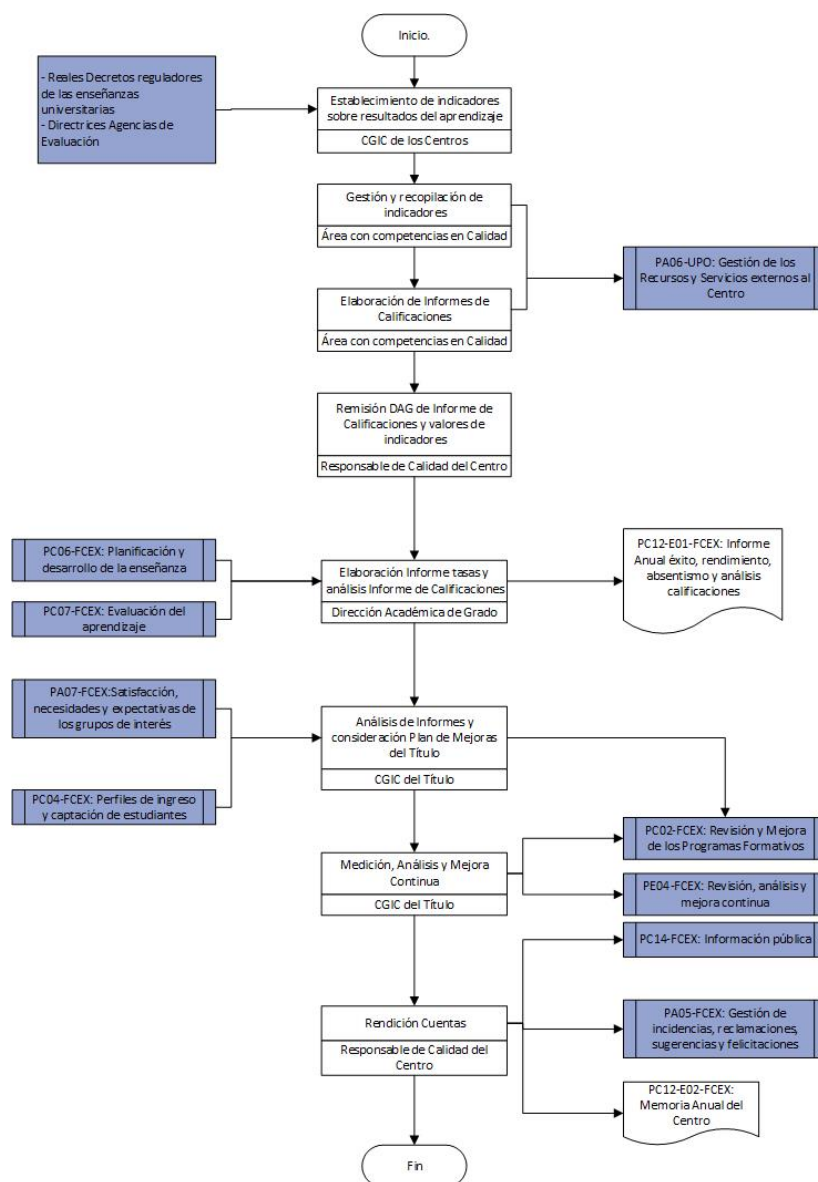 Inicio.
- Reales Decretos reguladores
de las enseñanzas
universitarias
- Directrices Agencias de
Evaluación
Establecimiento de indicadores
sobre resultados del aprendizaje
CGIC de los Centros
Gestión y recopilación de
indicadores
Área con competencias en Calidad
PA06-UPO: Gestión de los
Recursos y Servicios externos al
Centro
Elaboración de Informes de
Calificaciones
Área con competencias en Calidad
Remisión DAG de Informe de
Calificaciones y valores de
indicadores
Responsable de Calidad del Centro
PC06-FCEX: Planificación y
desarrollo de la enseñanza
PC07-FCEX: Evaluación del
aprendizaje
Elaboración Informe tasas y
análisis Informe de Calificaciones
Dirección Académica de Grado
PC12-E01-FCEX: Informe
Anual éxito, rendimiento,
absentismo y análisis
calificaciones
PA07-FCEX:Satisfacción,
necesidades y expectativas de
los grupos de interés
PC04-FCEX: Perfiles de ingreso
y captación de estudiantes
Análisis de Informes y
consideración Plan de Mejoras
del Título
CGIC del Título
Medición, Análisis y Mejora
Continua
CGIC del Título
PC02-FCEX: Revisión y Mejora
de los Programas Formativos
PE04-FCEX: Revisión, análisis y
mejora continua
PC14-FCEX: Información pública
Rendición Cuentas
Responsable de Calidad del
Centro
PA05-FCEX: Gestión de
incidencias, reclamaciones,
sugerencias y felicitaciones
PC12-E02-FCEX:
Memoria Anual del
Centro
Fin